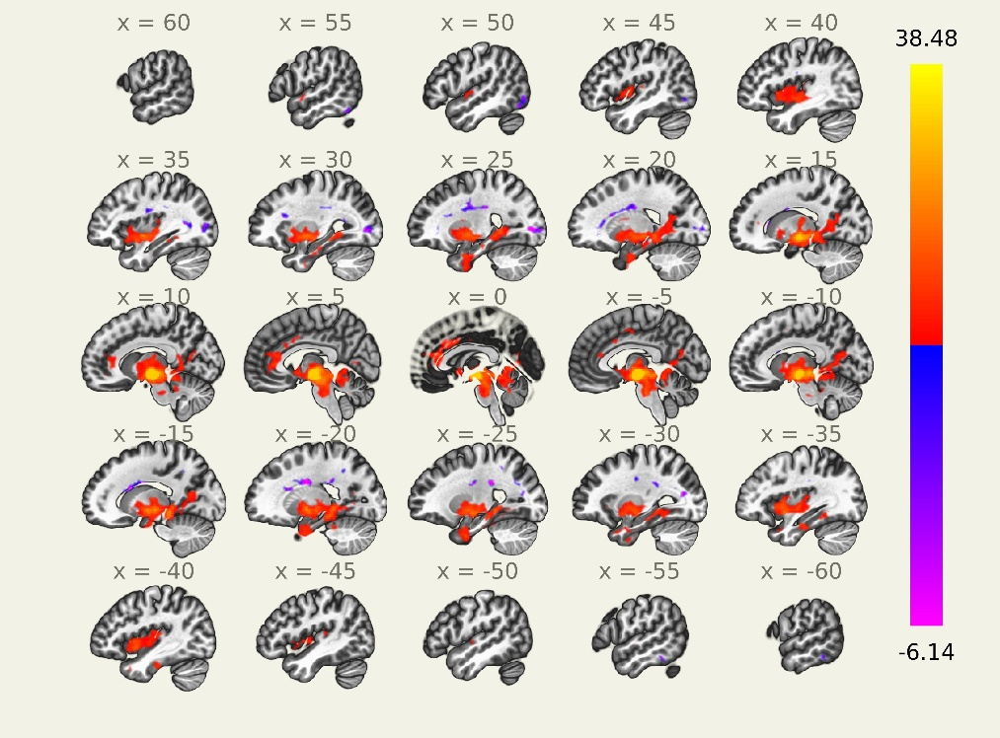 x = 60 x = 55 x = 50 x = 45 x = 40
38.48
x = 35 x = 30 x = 25 x = 20 x = 15
x = 10 x = 5 x = 0 x = -5 x = -10
x = -15 x = -20 x = -25 x = -30 x = -35
x = -40 x = -45 x = -50 x = -55 x = -60
-6.14